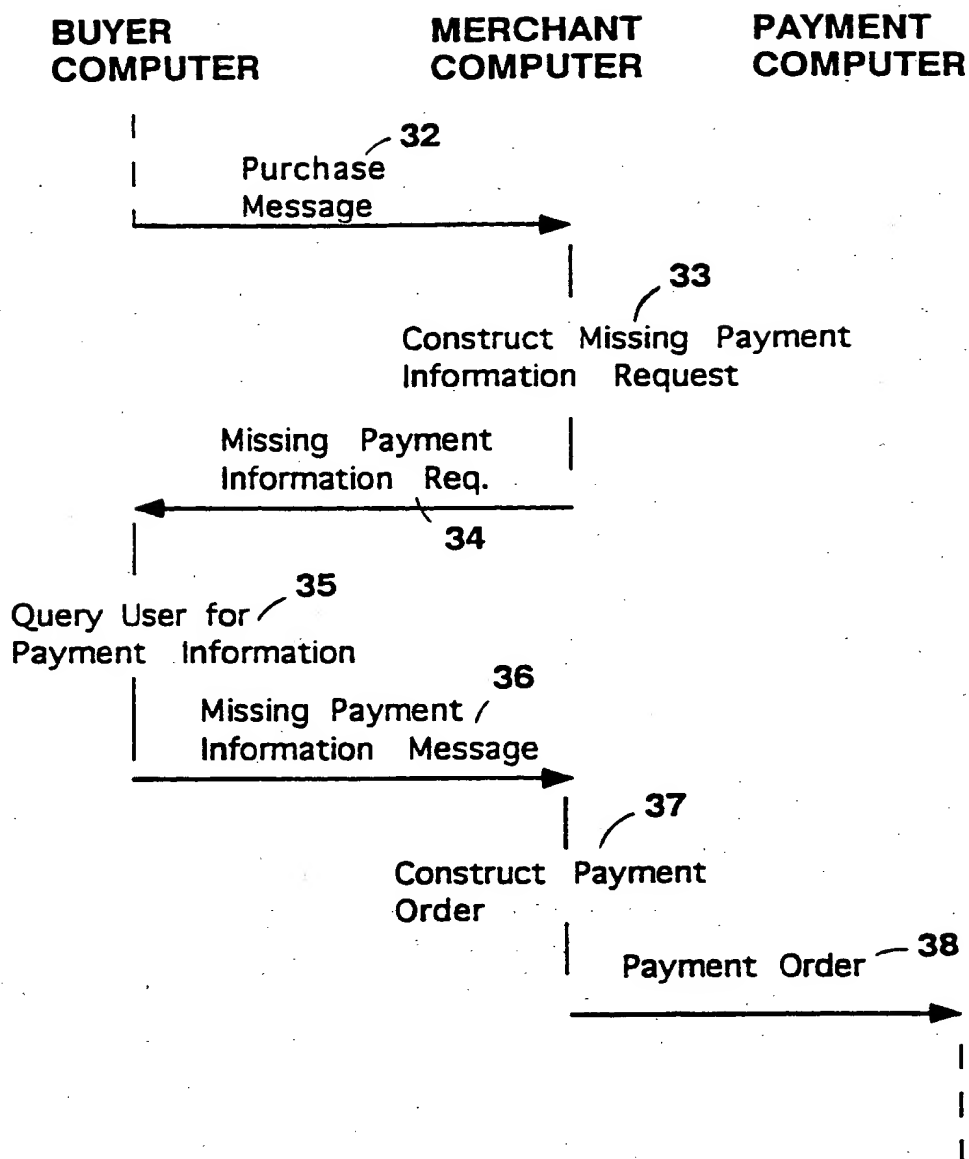 BUYER COMPUTER
MERCHANT COMPUTER
PAYMENT COMPUTER
32
Purchase
Message
33
Construct Missing Payment
Information Request
Missing Payment
Information Req.
34
35
Query User for
Payment Information
36
Missing Payment
Information Message
37
Construct Payment
Order
38
Payment Order